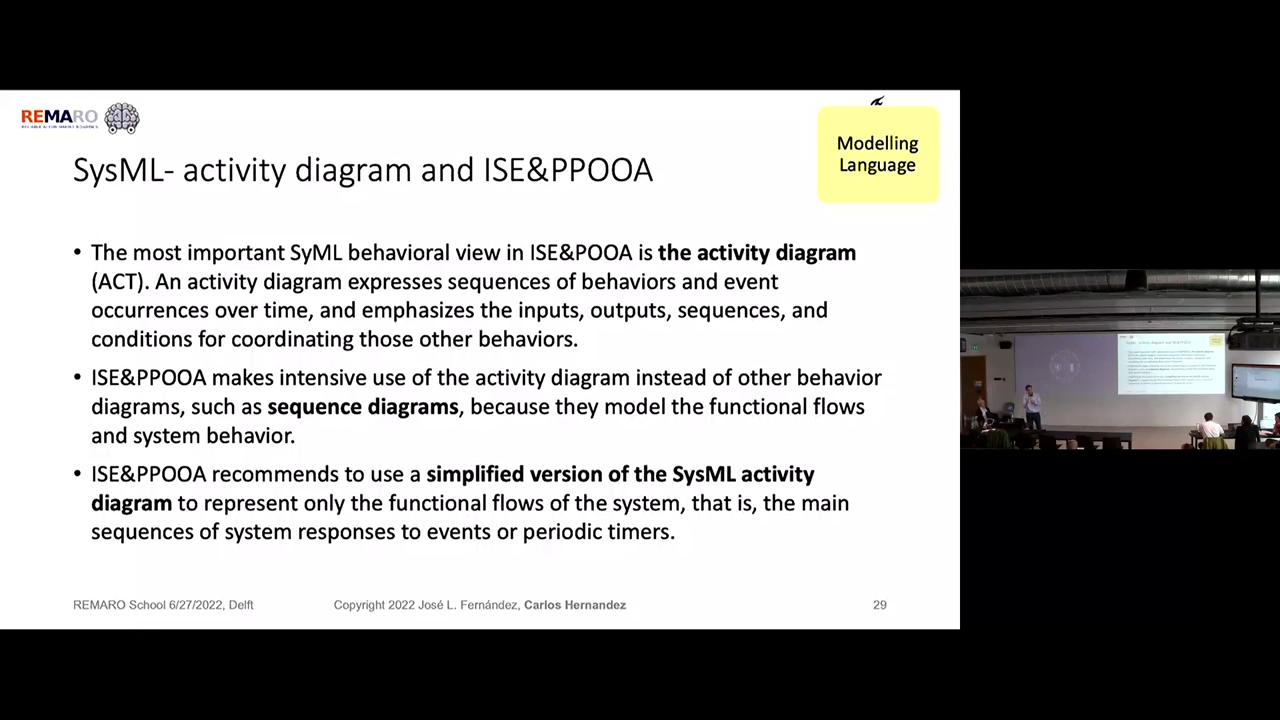 REMARO
Modelling
Language
SysML- activity diagram and ISE&PPOOA
• The most important SyML behavioral view in ISE&POOA is the activity diagram
(ACT). An activity diagram expresses sequences of behaviors and event
occurrences over time, and emphasizes the inputs, outputs, sequences, and
conditions for coordinating those other behaviors.
• ISE&PPOOA makes intensive use of the activity diagram instead of other behavior
diagrams, such as sequence diagrams, because they model the functional flows
and system behavior.
• ISE&PPOOA recommends to use a simplified version of the SysML activity
diagram to represent only the functional flows of the system, that is, the main
sequences of system responses to events or periodic timers.
REMARO School 6/27/2022, Delft
Copyright 2022 José L. Fernández, Carlos Hernandez
29